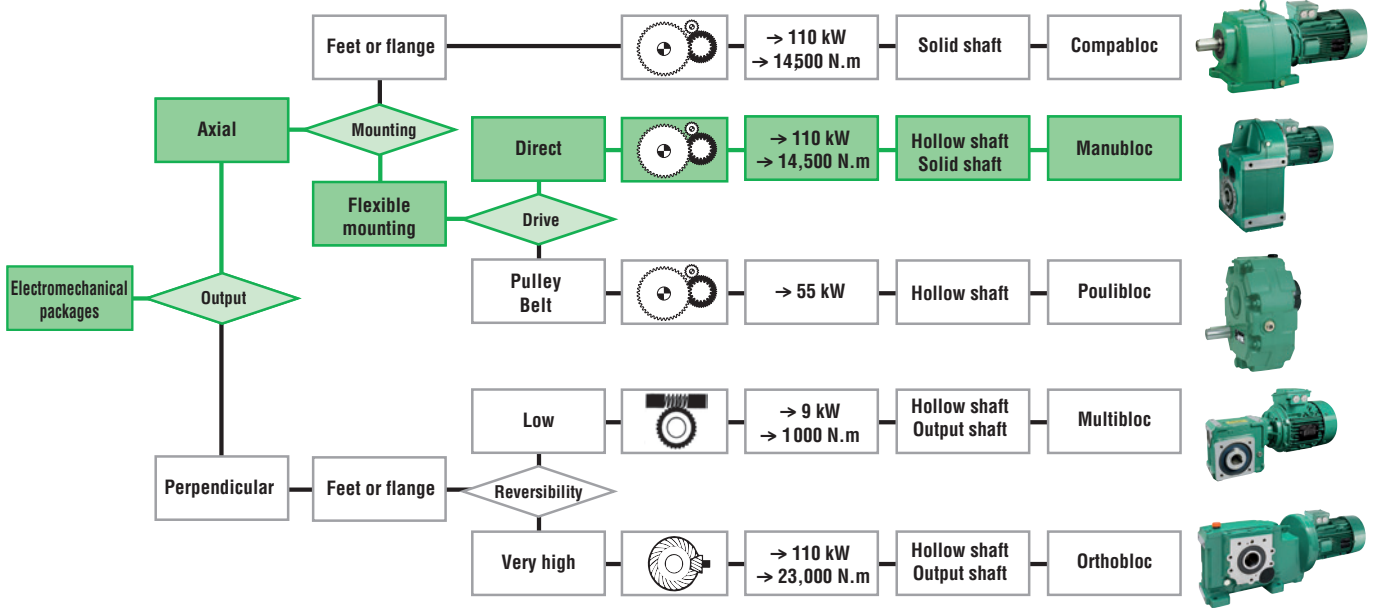 Feet or flange
→ 110 kW
→ 14,500 N.m
Solid shaft
Compabloc
Axial
Mounting
Direct
→ 110 kW
→ 14,500 N.m
Hollow shaft
Solid shaft
Manubloc
Flexible
mounting
Drive
Electromechanical
packages
Output
Pulley
Belt
→ 55 kW
Hollow shaft
Poulibloc
Low
→ 9 kW
→ 1000 N.m
Hollow shaft
Output shaft
Multibloc
Perpendicular
Feet or flange
Reversibility
Very high
→ 110 kW
→ 23,000 N.m
Hollow shaft
Output shaft
Orthobloc